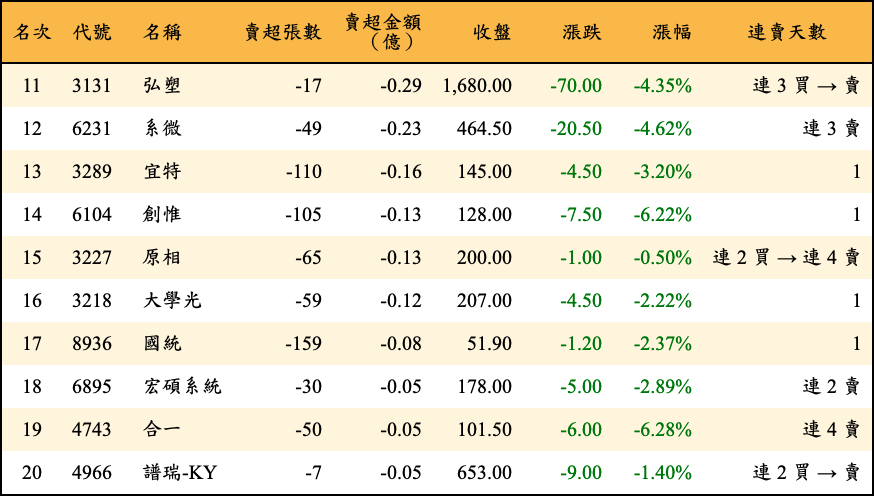 名次 代號 名稱 賣超張數 賣超金額（億） 收盤 漲跌 漲幅 連賣天數
11 3131 弘塑 -17 -0.29 1,680.00 -70.00 -4.35% 連 3 買 → 賣
12 6231 系微 -49 -0.23 464.50 -20.50 -4.62% 連 3 賣
13 3289 宜特 -110 -0.16 145.00 -4.50 -3.20% 1
14 6104 創惟 -105 -0.13 128.00 -7.50 -6.22% 1
15 3227 原相 -65 -0.13 200.00 -1.00 -0.50% 連 2 買 → 連 4 賣
16 3218 大學光 -59 -0.12 207.00 -4.50 -2.22% 1
17 8936 國統 -159 -0.08 51.90 -1.20 -2.37% 1
18 6895 宏碩系統 -30 -0.05 178.00 -5.00 -2.89% 連 2 賣
19 4743 合一 -50 -0.05 101.50 -6.00 -6.28% 連 4 賣
20 4966 譜瑞-KY -7 -0.05 653.00 -9.00 -1.40% 連 2 買 → 賣